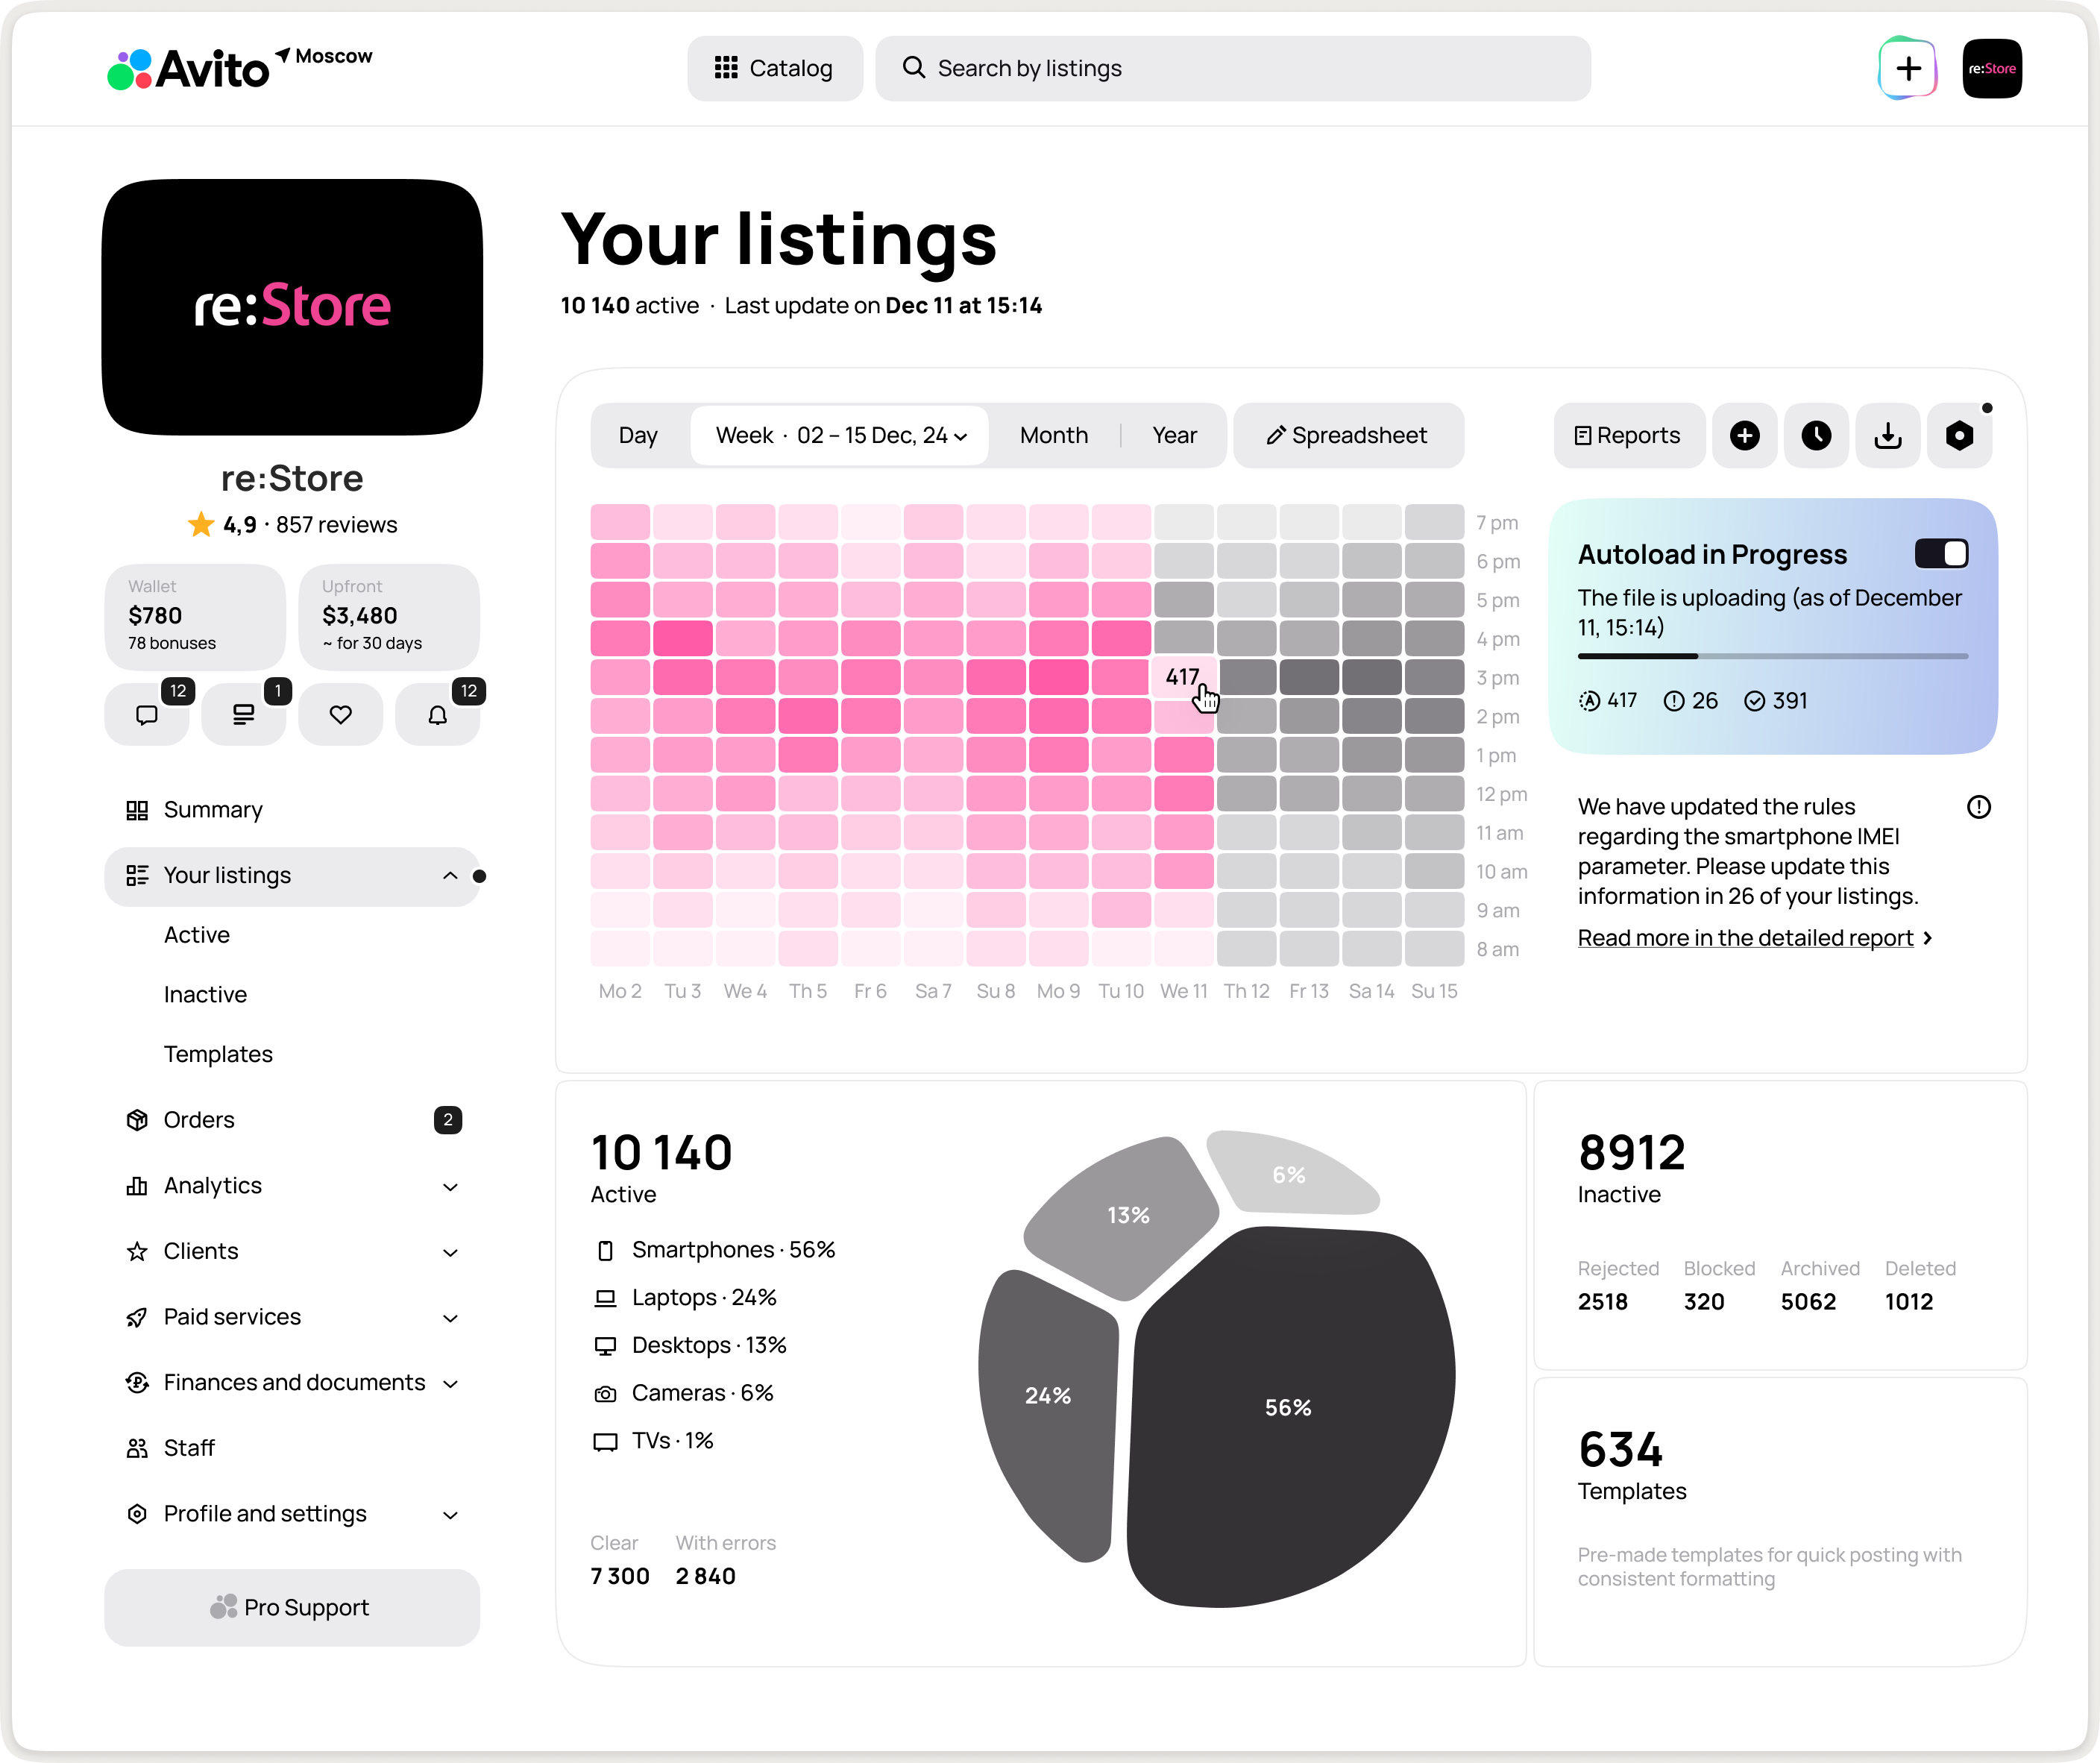 Avito Moscow
Catalog
Search by listings
re:Store
re:Store
re:Store
4,9 · 857 reviews
Wallet
$780
78 bonuses
Upfront
$3,480
~ for 30 days
12
1
12
Summary
Your listings
Active
Inactive
Templates
Orders
2
Analytics
Clients
Paid services
Finances and documents
Staff
Profile and settings
Pro Support
Your listings
10 140 active · Last update on Dec 11 at 15:14
Day
Week · 02 – 15 Dec, 24
Month
Year
Spreadsheet
Reports
7 pm
6 pm
5 pm
4 pm
417
3 pm
2 pm
1 pm
12 pm
11 am
10 am
9 am
8 am
Mo 2 Tu 3 We 4 Th 5 Fr 6 Sa 7 Su 8 Mo 9 Tu 10 We 11 Th 12 Fr 13 Sa 14 Su 15
Autoload in Progress
The file is uploading (as of December
11, 15:14)
417 26 391
We have updated the rules
regarding the smartphone IMEI
parameter. Please update this
information in 26 of your listings.
Read more in the detailed report
10 140
Active
Smartphones · 56%
Laptops · 24%
Desktops · 13%
Cameras · 6%
TVs · 1%
Clear With errors
7 300 2 840
6%
13%
24%
56%
8912
Inactive
Rejected Blocked Archived Deleted
2518 320 5062 1012
634
Templates
Pre-made templates for quick posting with
consistent formatting